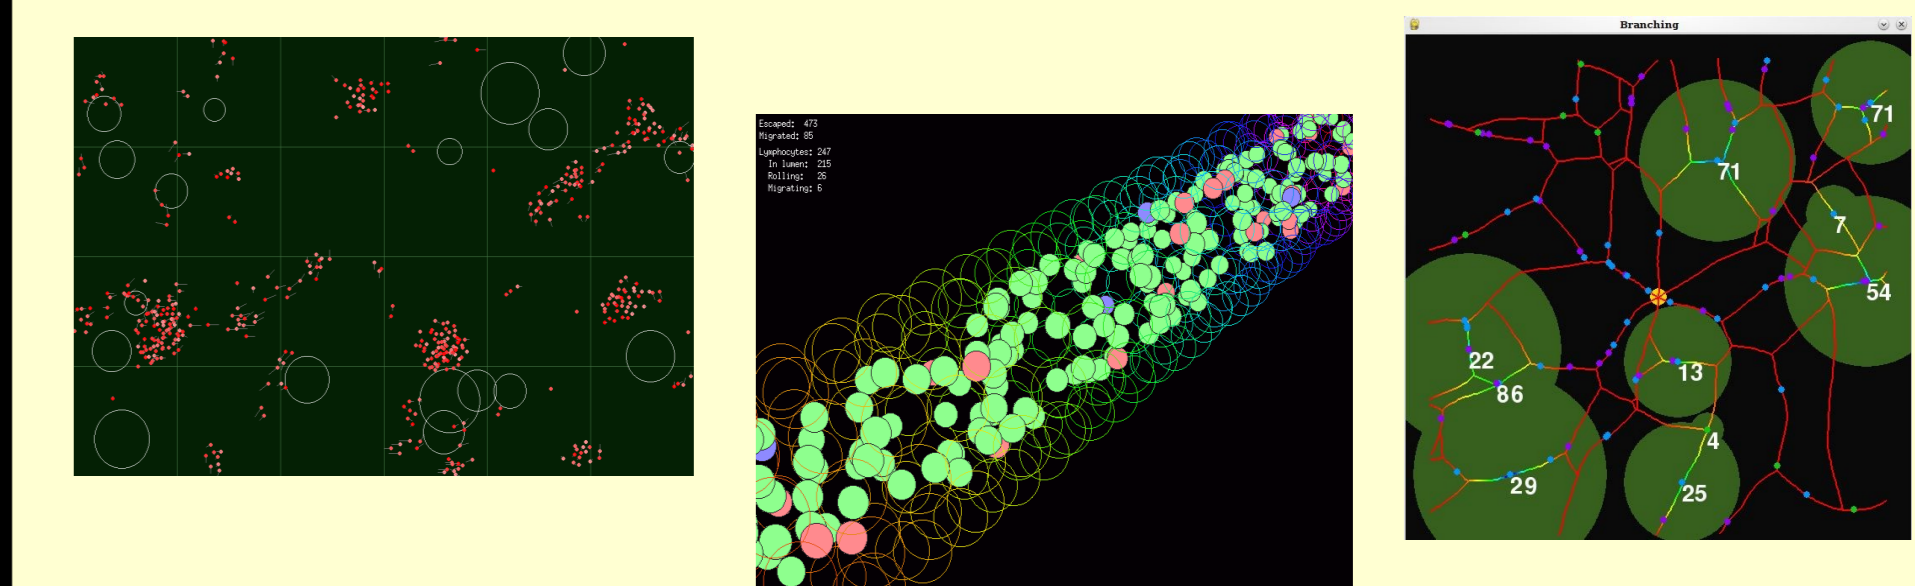 Branching
Escaped: 473
Migrated: 85
Lymphocytes: 247
In lumen: 215
Rolling: 26
Migrating: 6
71
71
7
54
22
13
86
4
29
25